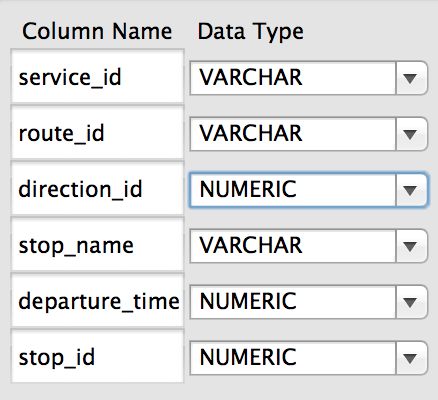 Column Name Data Type
service_id VARCHAR
route_id VARCHAR
direction_id NUMERIC
stop_name VARCHAR
departure_time NUMERIC
stop_id NUMERIC